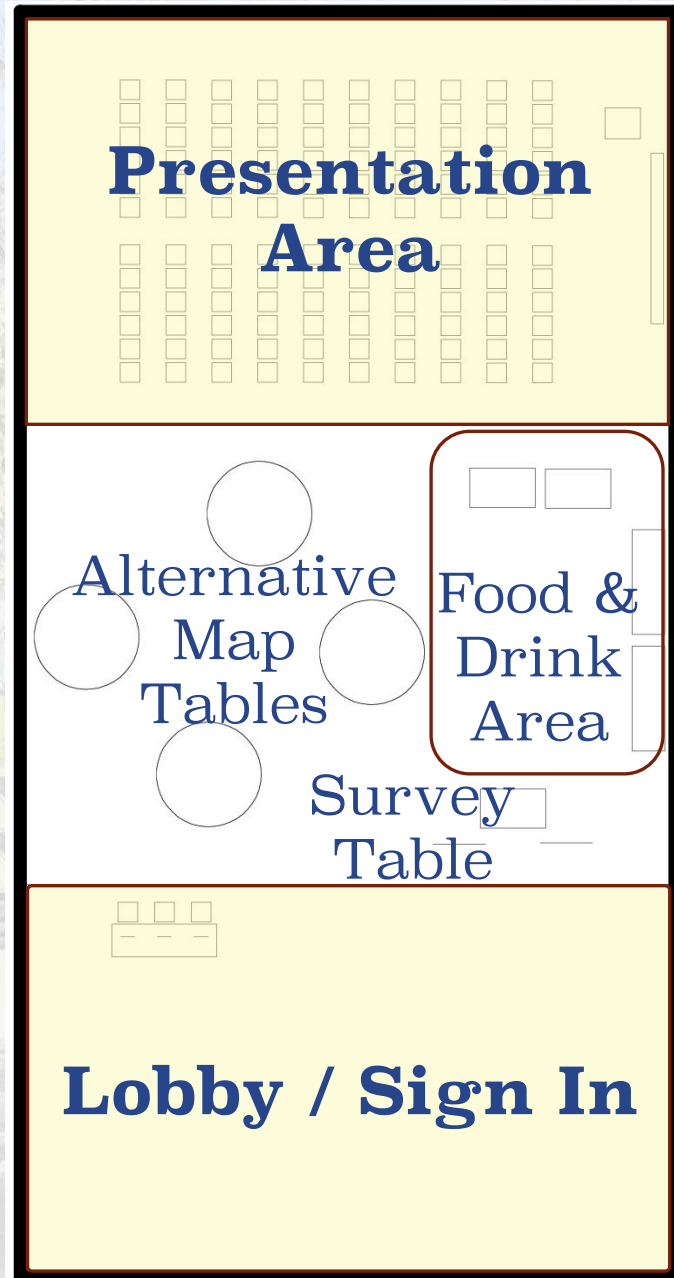 Presentation
Area
Alternative
Map
Tables
Food &
Drink
Area
Survey
Table
Lobby / Sign In